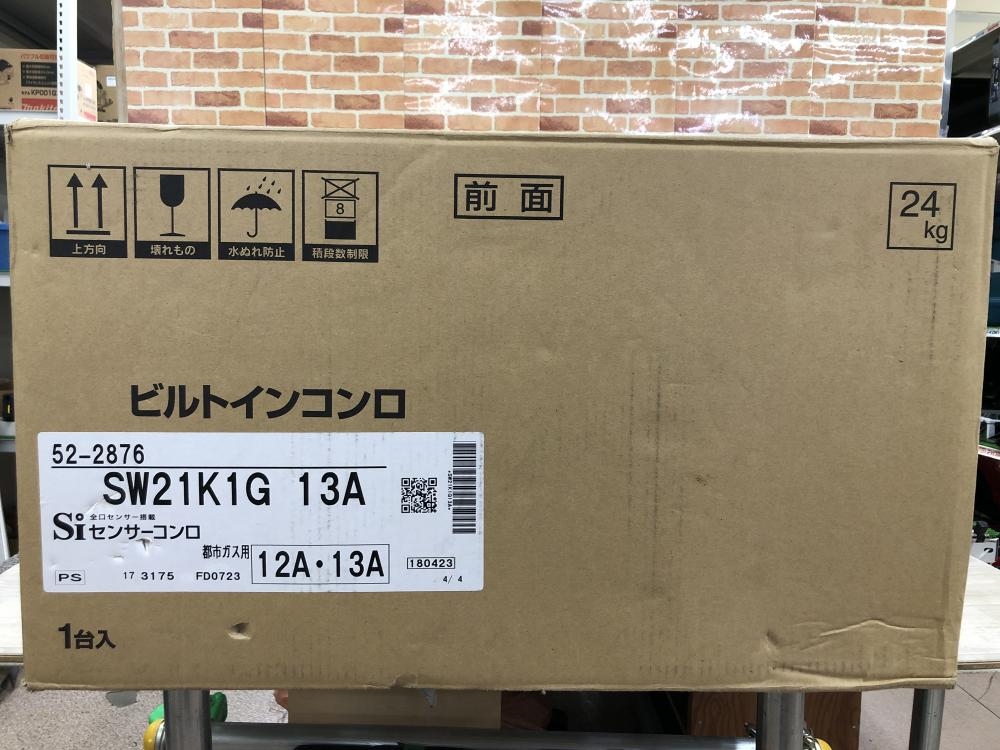 KP0D1Q
上方向
壊れもの
水ぬれ防止
8
積段数制限
前面
24
kg
ビルトインコンロ
52-2876
SW21K1G 13A
全口センサー搭載
Siセンサーコンロ
都市ガス用
12A・13A
PS
17 3175
FD0723
180423
4/4
1台入